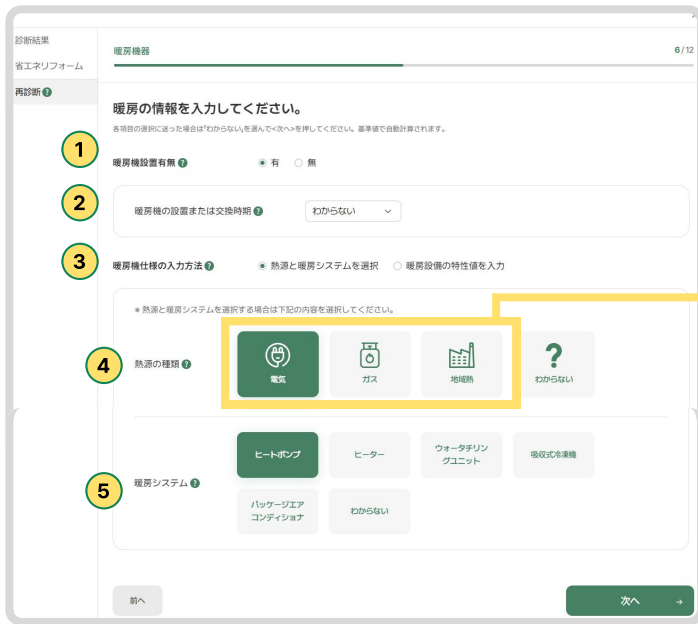 診断結果
省エネリフォーム
再診断 ?
暖房機器
6/12
暖房の情報を入力してください。
各項目の選択に迷った場合は「わからない」を選んで<次へ>を押してください。基準値で自動計算されます。
1
暖房機設置有無 ?
有
無
2
暖房機の設置または交換時期 ?
わからない
3
暖房機仕様の入力方法 ?
熱源と暖房システムを選択
暖房設備の特性値を入力
※ 熱源と暖房システムを選択する場合は下記の内容を選択してください。
4
熱源の種類 ?
電気
ガス
地域熱
?
わからない
5
暖房システム ?
ヒートポンプ
ヒーター
ウォータチリン
グユニット
吸収式冷凍機
パッケージエア
コンディショナ
わからない
前へ
次へ →